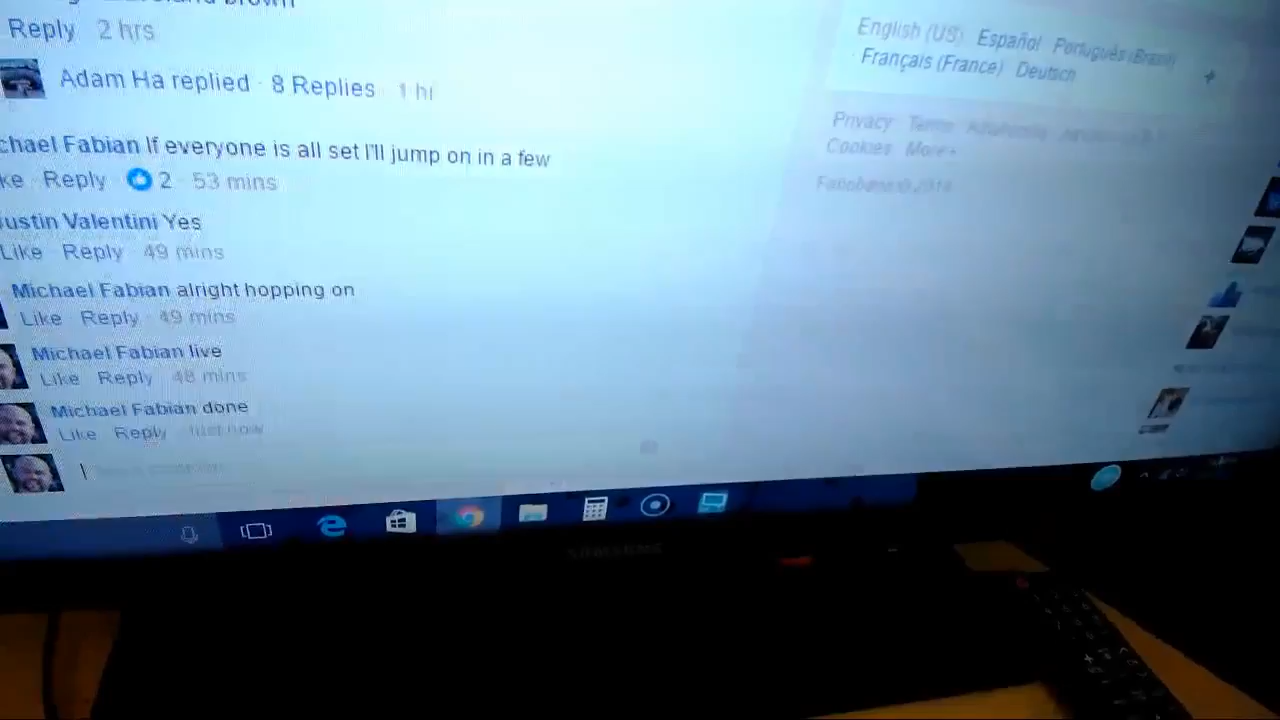 brown
Reply 2 hrs
Adam Ha replied · 8 Replies · 1 hr
chael Fabian If everyone is all set I'll jump on in a few
ke · Reply · 2 · 53 mins
ustin Valentini Yes
Like · Reply · 49 mins
Michael Fabian alright hopping on
Like · Reply · 49 mins
Michael Fabian live
Like · Reply · 48 mins
Michael Fabian done
Like · Reply · Just now
English (US) · Español · Português (Brasil)
· Français (France) · Deutsch
Privacy · Terms
Cookies · More
SAMSUNG